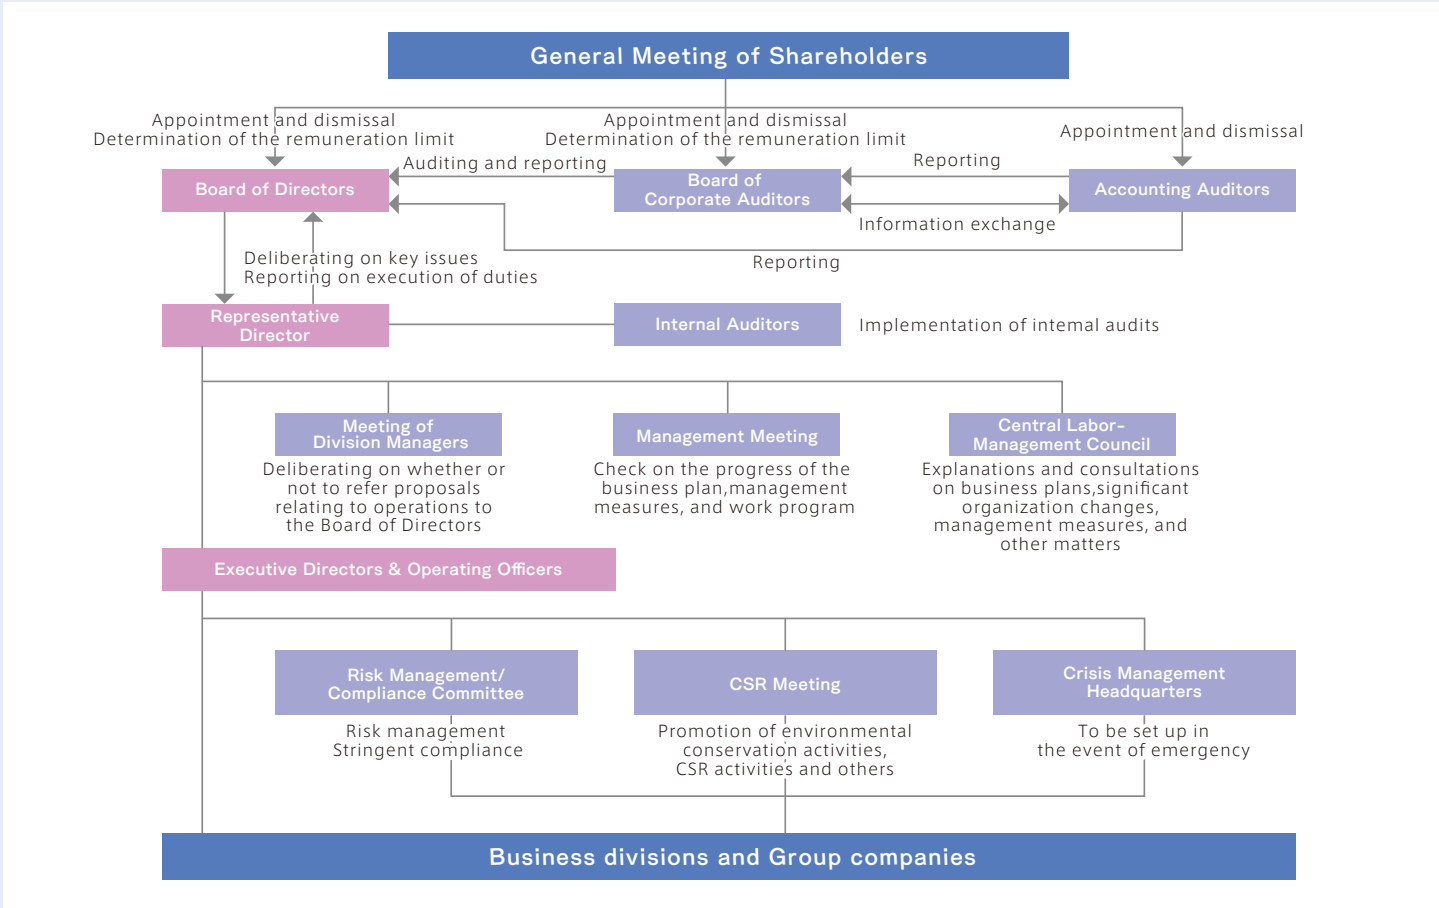 General Meeting of Shareholders
Appointment and dismissal
Determination of the remuneration limit
Appointment and dismissal
Determination of the remuneration limit
Appointment and dismissal
Auditing and reporting
Reporting
Board of Directors
Board of
Corporate Auditors
Accounting Auditors
Information exchange
Reporting
Deliberating on key issues
Reporting on execution of duties
Representative
Director
Internal Auditors
Implementation of intemal audits
Meeting of
Division Managers
Management Meeting
Central Labor-
Management Council
Deliberating on whether or
not to refer proposals
relating to operations to
the Board of Directors
Check on the progress of the
business plan,management
measures, and work program
Explanations and consultations
on business plans,significant
organization changes,
management measures, and
other matters
Executive Directors & Operating Officers
Risk Management/
Compliance Committee
CSR Meeting
Crisis Management
Headquarters
Risk management
Stringent compliance
Promotion of environmental
conservation activities,
CSR activities and others
To be set up in
the event of emergency
Business divisions and Group companies